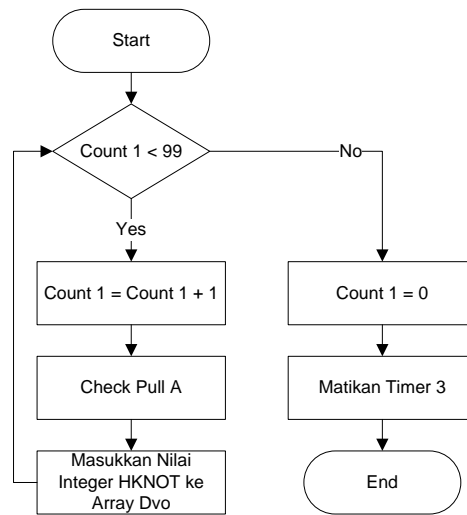 Start
Count 1 < 99
No
Yes
Count 1 = Count 1 + 1
Count 1 = 0
Check Pull A
Matikan Timer 3
Masukkan Nilai
Integer HKNOT ke
Array Dvo
End